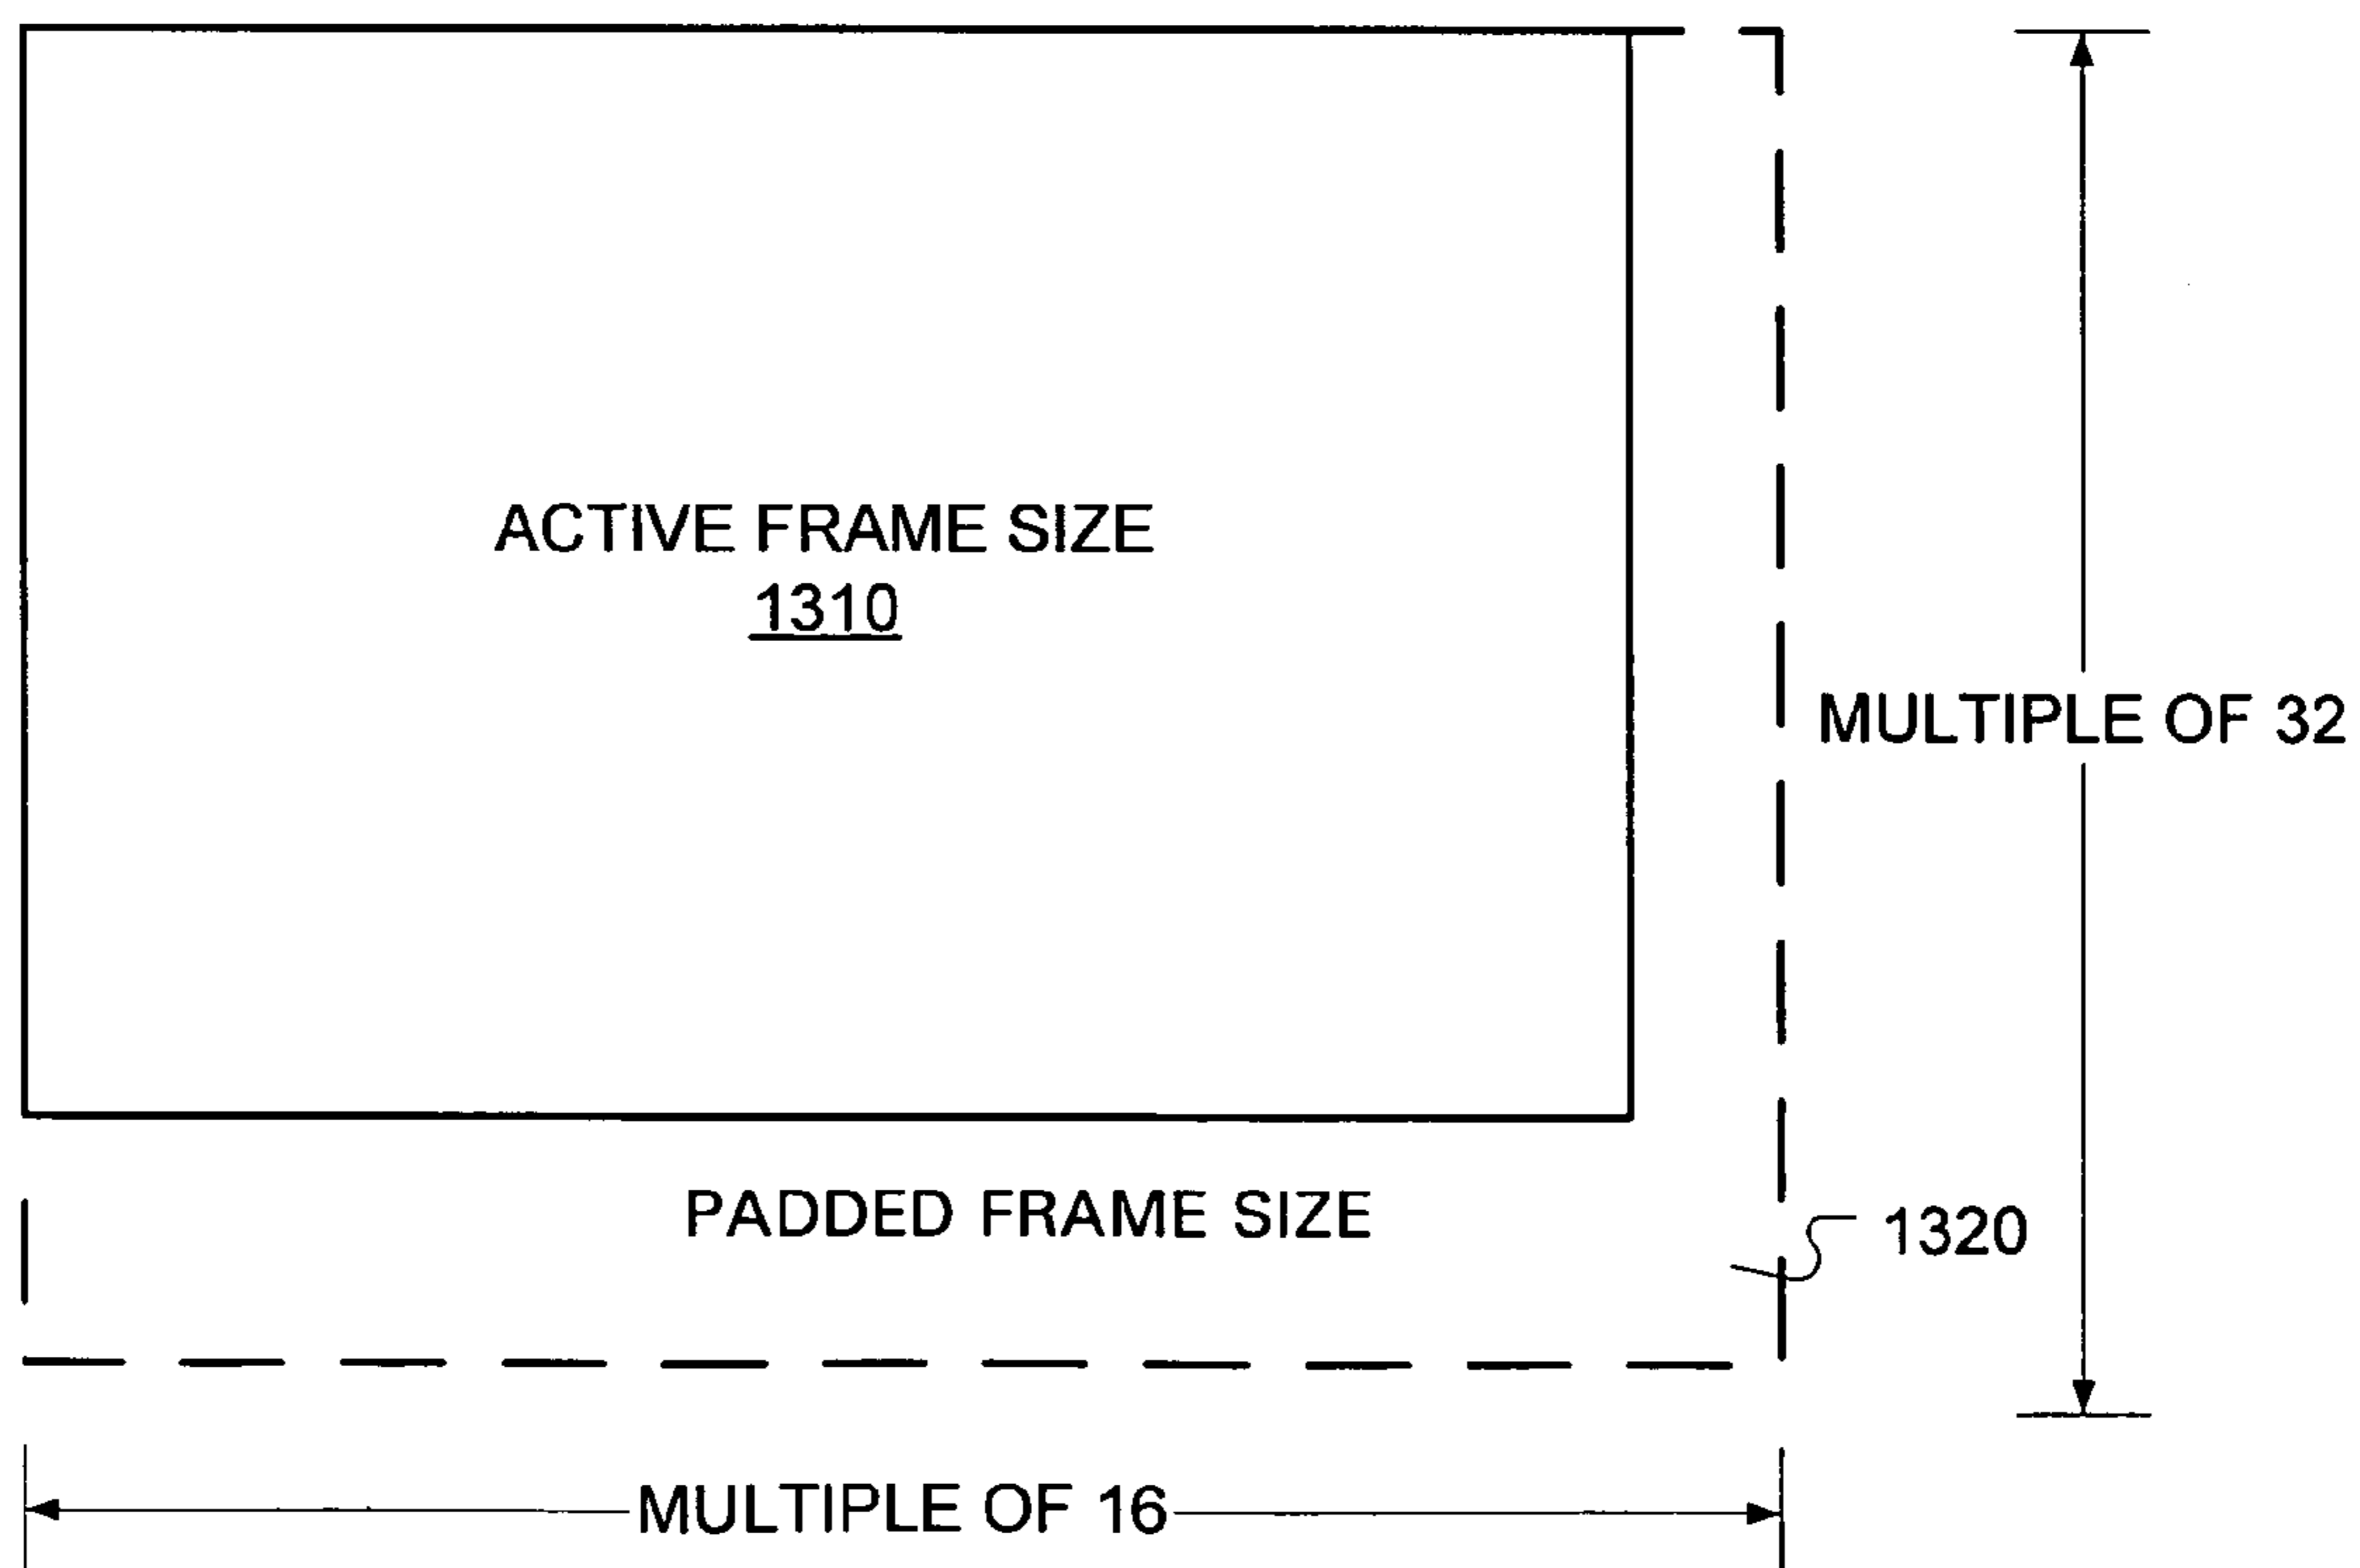 ACTIVE FRAME SIZE
1310
MULTIPLE OF 32
PADDED FRAME SIZE
1320
MULTIPLE OF 16